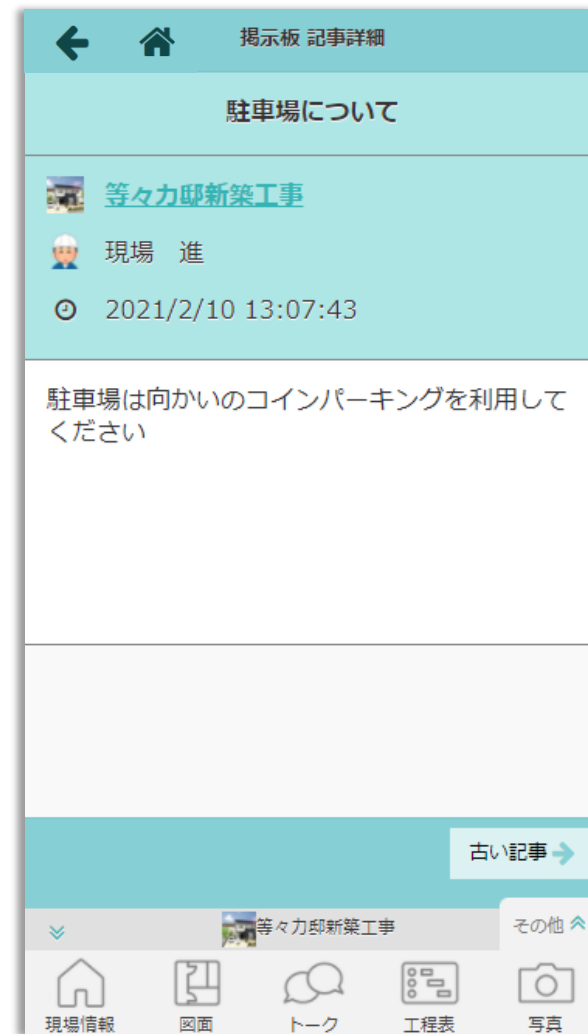 掲示板 記事詳細
駐車場について
等々力邸新築工事
現場　進
2021/2/10 13:07:43
駐車場は向かいのコインパーキングを利用して
ください
古い記事
等々力邸新築工事
その他
現場情報
図面
トーク
工程表
写真